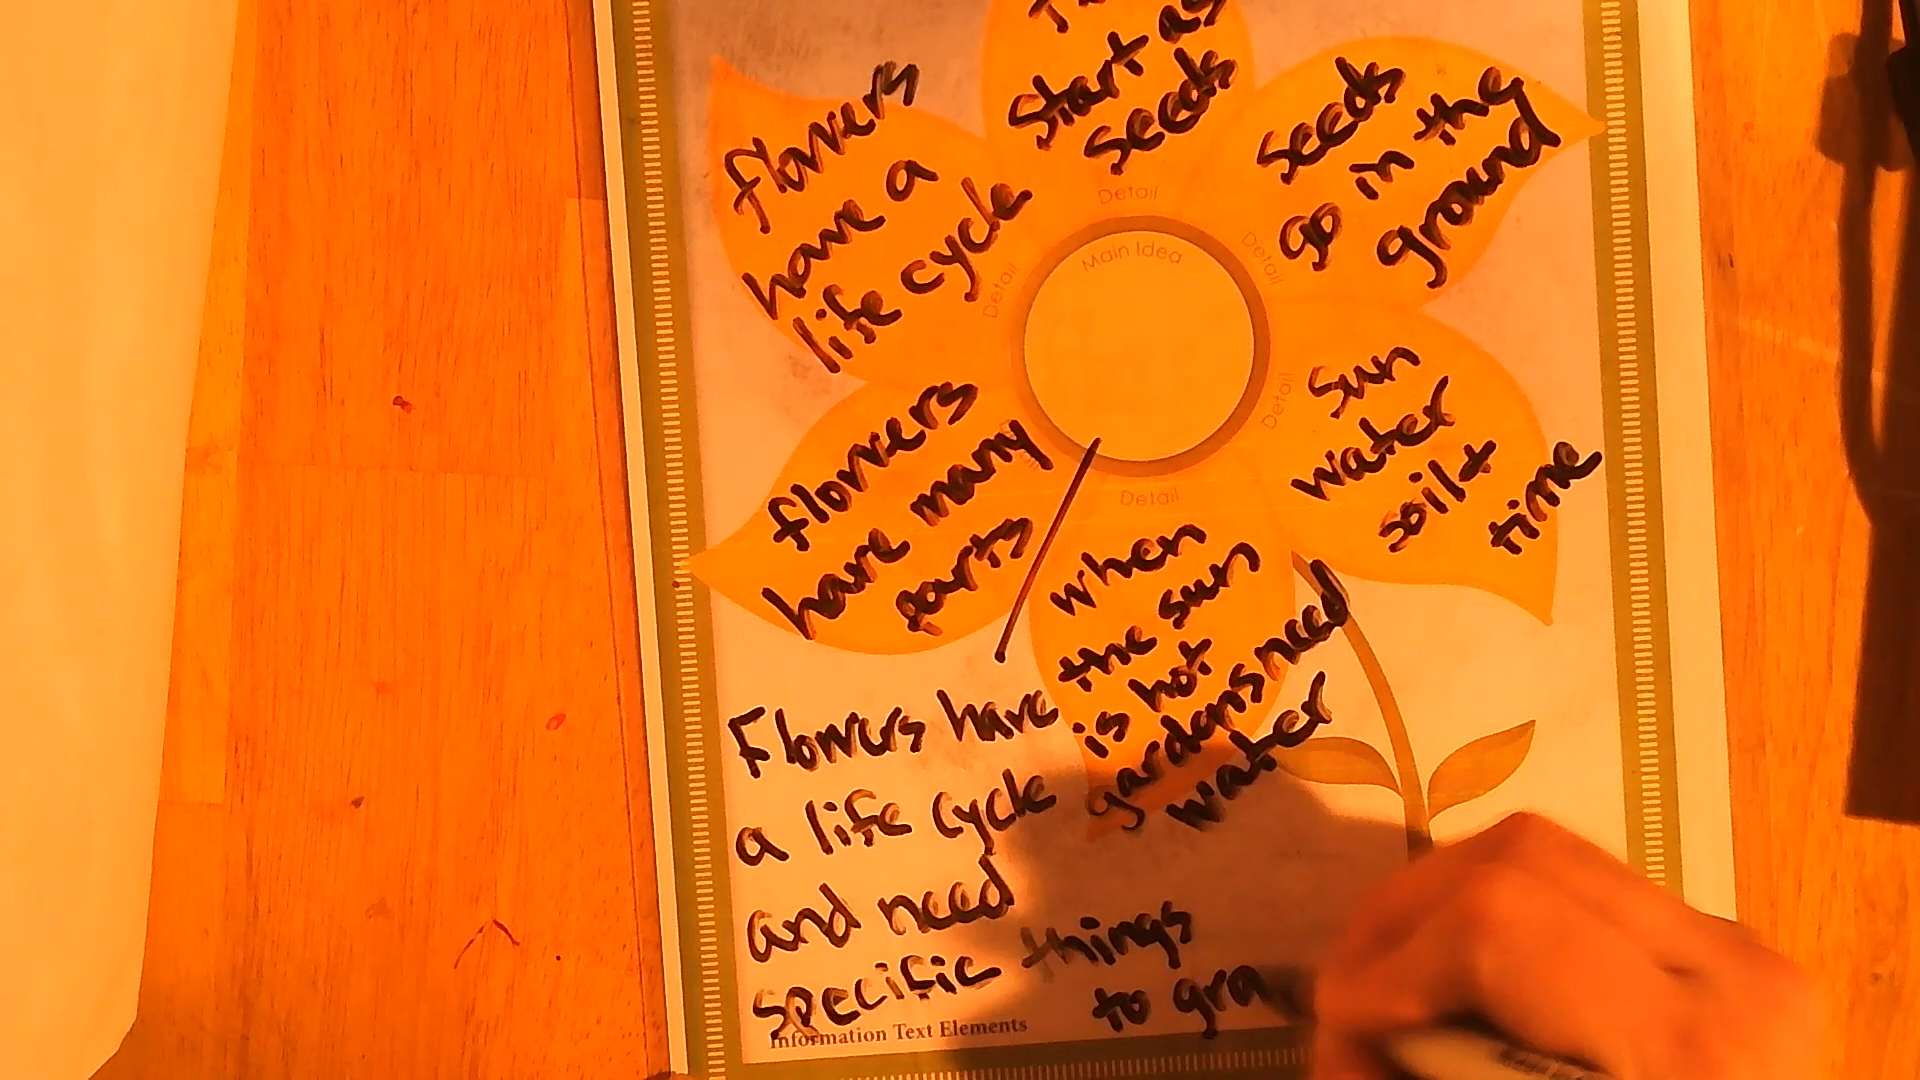 Start as
seeds
Detail
seeds
go in the
ground
Detail
sun
water
soil +
time
Detail
when
the sun
is hot
gardens need
water
Detail
flowers
have many
parts
flowers
have a
life cycle
Detail
Main Idea
Flowers have
a life cycle
and need
specific things
to gro
Information Text Elements